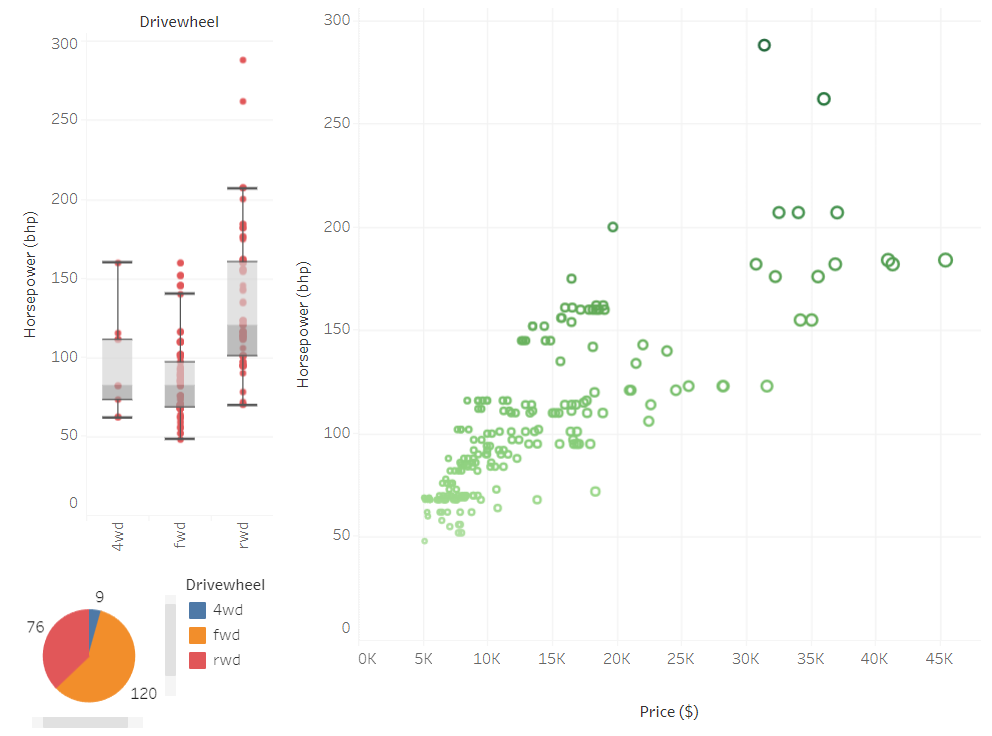 Drivewheel
300
250
200
150
100
50
0
Horsepower (bhp)
4wd
fwd
rwd
300
250
200
150
100
50
0
Horsepower (bhp)
0K 5K 10K 15K 20K 25K 30K 35K 40K 45K
Price ($)
9
76
120
Drivewheel
4wd
fwd
rwd